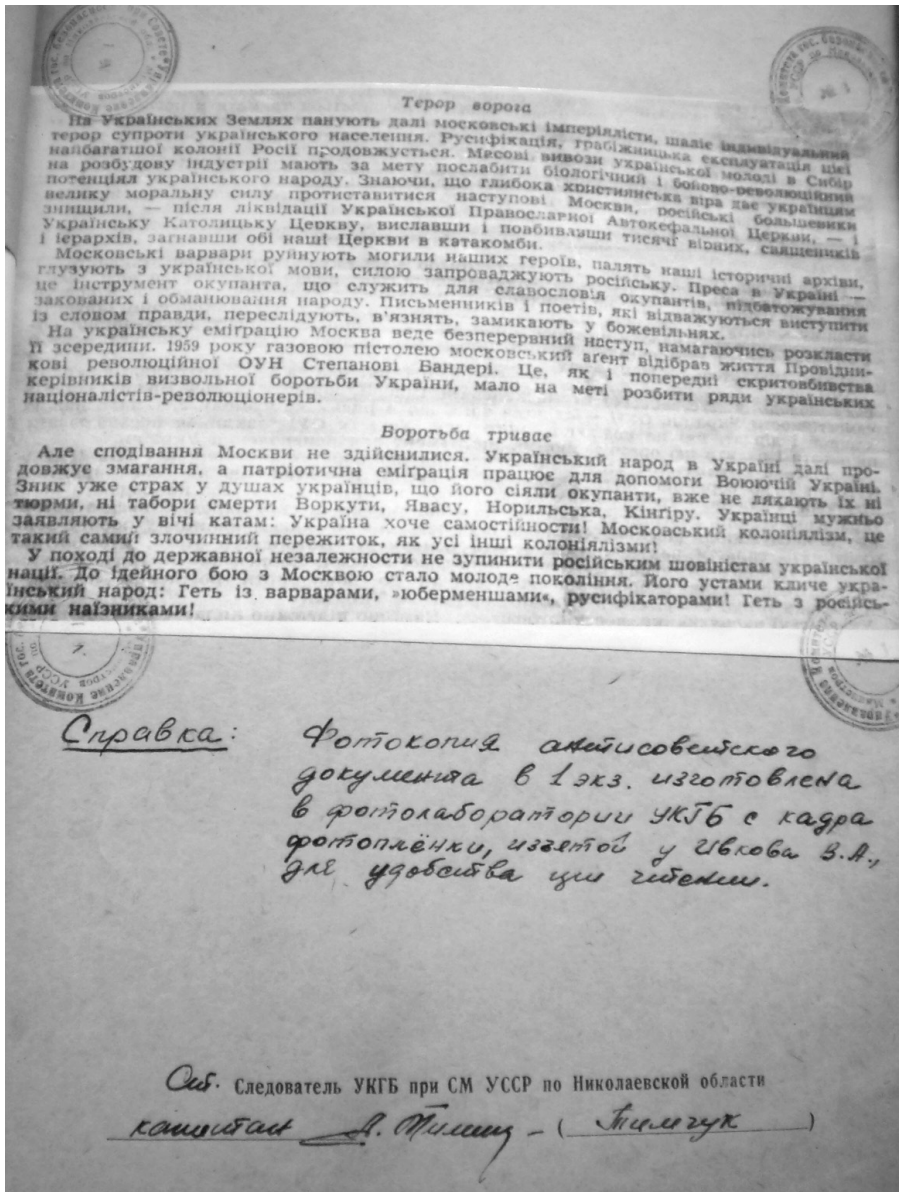 Терор ворога
На Українських Землях панують далі московські імперіялісти, шаліє індивідуальний
терор супроти українського населення. Русифікація, грабіжницька експлуатація цієї
найбагатшої колонії Росії продовжується. Масові вивози української молоді в Сибір
на розбудову індустрії мають за мету послабити біологічний і боєво-революційний
потенціял українського народу. Знаючи, що глибока християнська віра дає українцям
велику моральну силу протиставитися наступові Москви, російські большевики
знищили, — після ліквідації Української Православної Автокефальної Церкви, — і
Українську Католицьку Церкву, виславши і повбивавши тисячі вірних, священиків
і ієрархів, загнавши обі наші Церкви в катакомби.
Московські варвари руйнують могили наших героїв, палять наші історичні архіви,
глузують з української мови, силою запроваджують російську. Преса в Україні —
це інструмент окупанта, що служить для славословія окупантів, підбатожування
закованих і обманювання народу. Письменників і поетів, які відважуються виступити
із словом правди, переслідують, в'язнять, замикають у божевільнях.
На українську еміґрацію Москва веде безперервний наступ, намагаючись розкласти
її зсередини. 1959 року газовою пістолею московський аґент відібрав життя Провідни-
кові революційної ОУН Степанові Бандері. Це, як і попередні скритовбивства
керівників визвольної боротьби України, мало на меті розбити ряди українських
націоналістів-революціонерів.
Боротьба триває
Але сподівання Москви не здійснилися. Український народ в Україні далі про-
довжує змагання, а патріотична еміґрація працює для допомоги Воюючій Україні.
Зник уже страх у душах українців, що його сіяли окупанти, вже не лякають їх ні
тюрми, ні табори смерти Воркути, Явасу, Норильська, Кінґіру. Українці мужньо
заявляють у вічі катам: Україна хоче самостійности! Московський колоніялізм, це
такий самий злочинний пережиток, як усі інші колоніялізми!
У поході до державної незалежности не зупинити російським шовіністам української
нації. До ідейного бою з Москвою стало молоде покоління. Його устами кличе укра-
їнський народ: Геть із варварами, »юберменшами«, русифікаторами! Геть з російсь-
кими наїзниками!
Справка: Фотокопия антисоветского
документа в 1 экз. изготовлена
в фотолаборатории УКГБ с кадра
фотоплёнки, изъятой у Ивкова В.А.,
для удобства при чтении.
Ст. Следователь УКГБ при СМ УССР по Николаевской области
капитан (Тимчук)